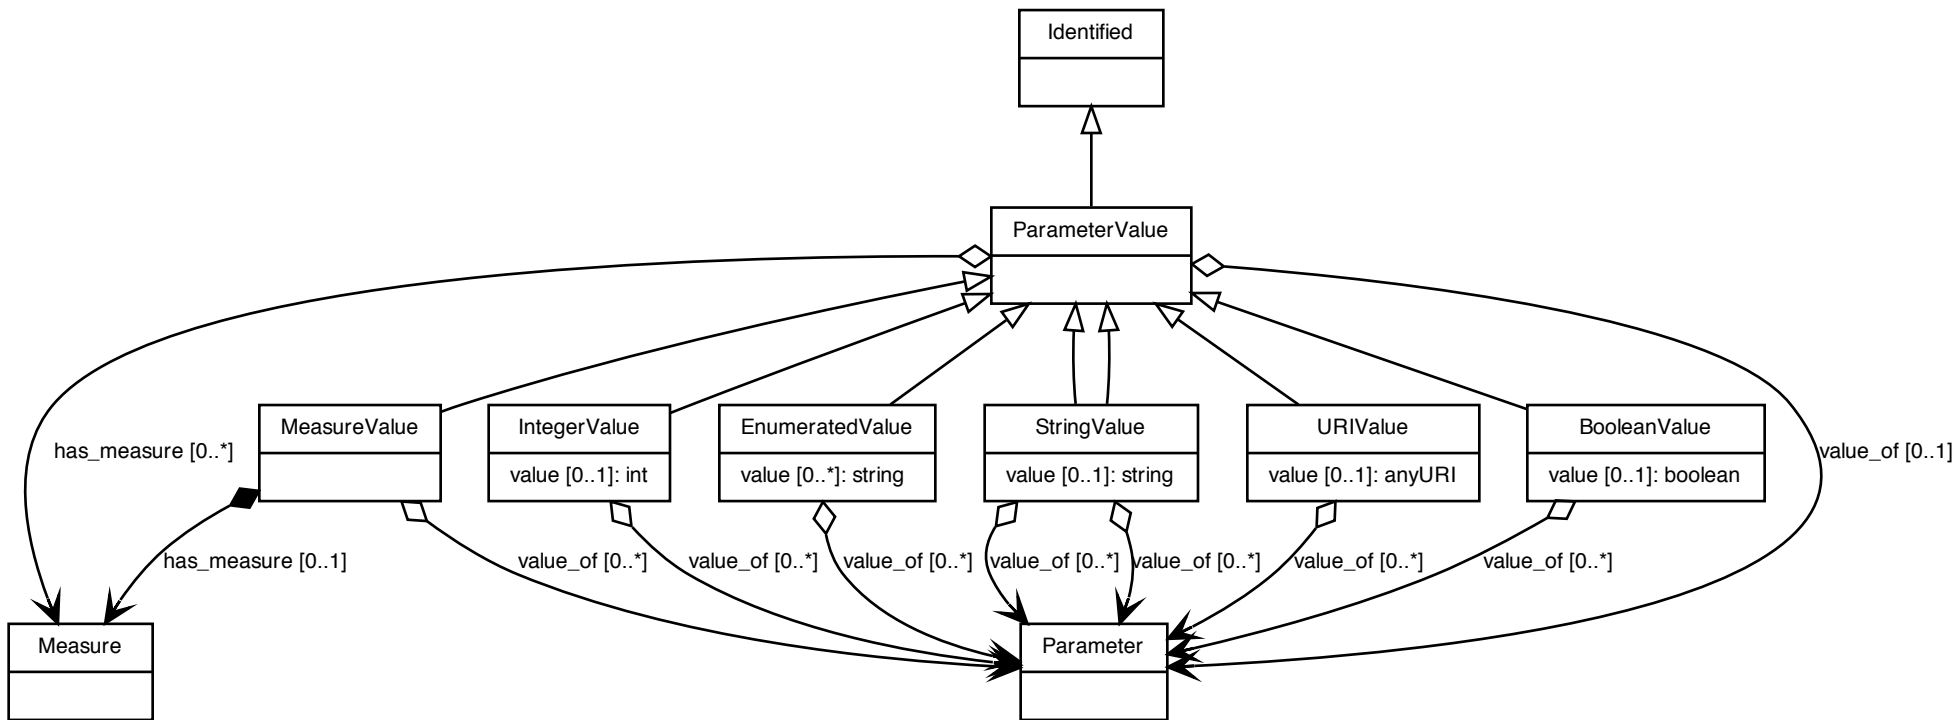 Identified
ParameterValue
MeasureValue
IntegerValue
EnumeratedValue
StringValue
URIValue
BooleanValue
has_measure [0..*]
value_of [0..1]
value [0..1]: int
value [0..*]: string
value [0..1]: string
value [0..1]: anyURI
value [0..1]: boolean
has_measure [0..1]
value_of [0..*]
value_of [0..*]
value_of [0..*]
value_of [0..*]
value_of [0..*]
value_of [0..*]
value_of [0..*]
Measure
Parameter